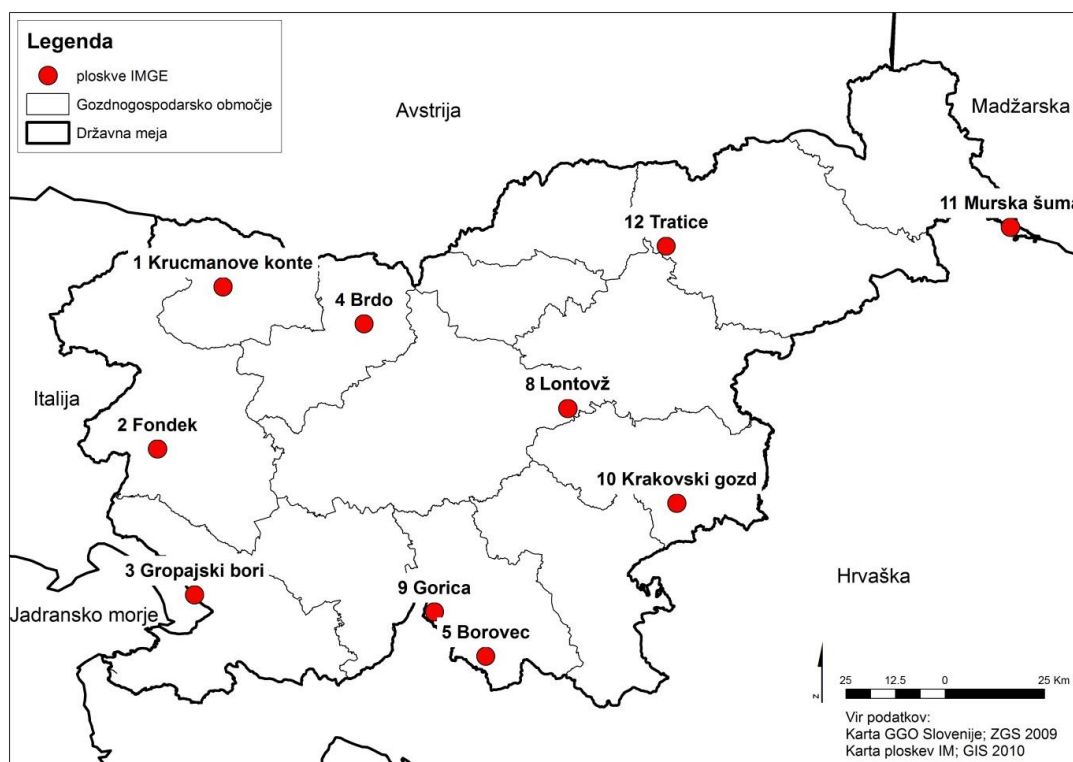 Legenda
ploskve IMGE
Gozdnogospodarsko območje
Državna meja
Avstrija
Madžarska
11 Murska šuma
12 Tratice
1 Krucmanove konte
4 Brdo
8 Lontovž
Italija
2 Fondek
10 Krakovski gozd
3 Gropajski bori
9 Gorica
Hrvaška
Jadransko morje
5 Borovec
N
25 12.5 0 25 Km
Vir podatkov:
Karta GGO Slovenije; ZGS 2009
Karta ploskev IM; GIS 2010